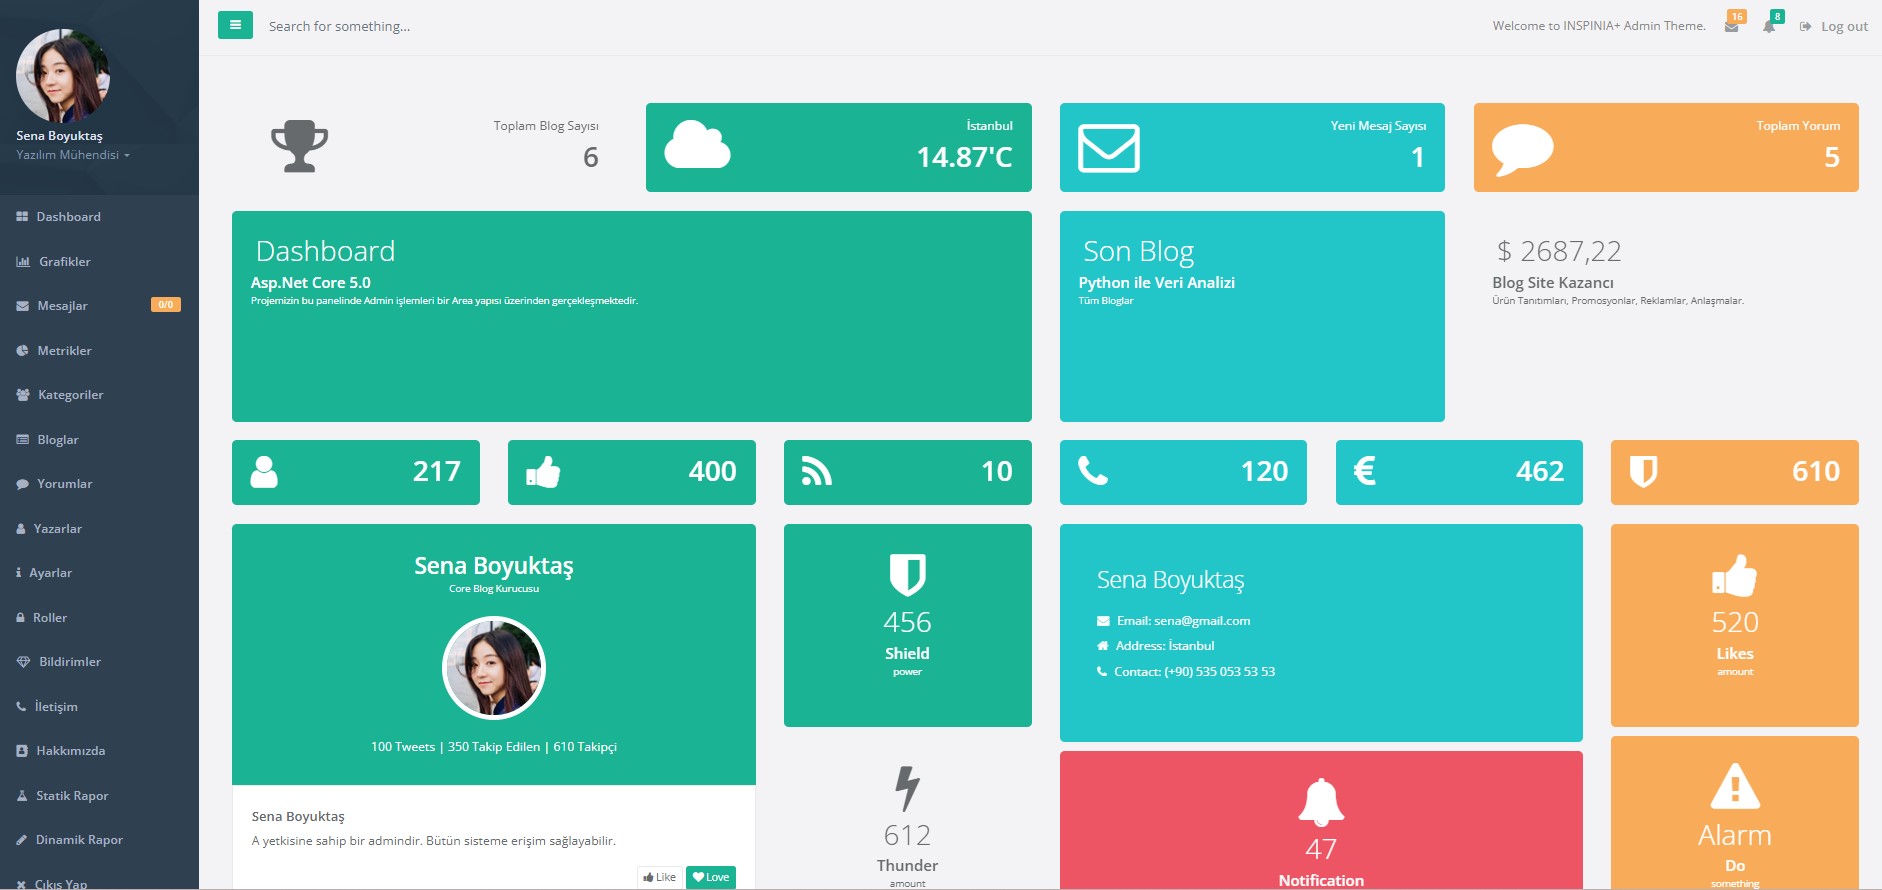 Sena Boyuktaş
Yazılım Mühendisi
Dashboard
Grafikler
Mesajlar 0/0
Metrikler
Kategoriler
Bloglar
Yorumlar
Yazarlar
Ayarlar
Roller
Bildirimler
İletişim
Hakkımızda
Statik Rapor
Dinamik Rapor
Çıkış Yap
Search for something...
Welcome to INSPINIA+ Admin Theme. 16 8 Log out
Toplam Blog Sayısı
6
İstanbul
14.87'C
Yeni Mesaj Sayısı
1
Toplam Yorum
5
Dashboard
Asp.Net Core 5.0
Projemizin bu panelinde Admin işlemleri bir Area yapısı üzerinden gerçekleşmektedir.
Son Blog
Python ile Veri Analizi
Tüm Bloglar
$ 2687,22
Blog Site Kazancı
Ürün Tanıtımları, Promosyonlar, Reklamlar, Anlaşmalar.
217
400
10
120
€ 462
610
Sena Boyuktaş
Core Blog Kurucusu
100 Tweets | 350 Takip Edilen | 610 Takipçi
Sena Boyuktaş
A yetkisine sahip bir admindir. Bütün sisteme erişim sağlayabilir.
Like Love
456
Shield
power
612
Thunder
amount
Sena Boyuktaş
Email: sena@gmail.com
Address: İstanbul
Contact: (+90) 535 053 53 53
47
Notification
520
Likes
amount
Alarm
Do
something